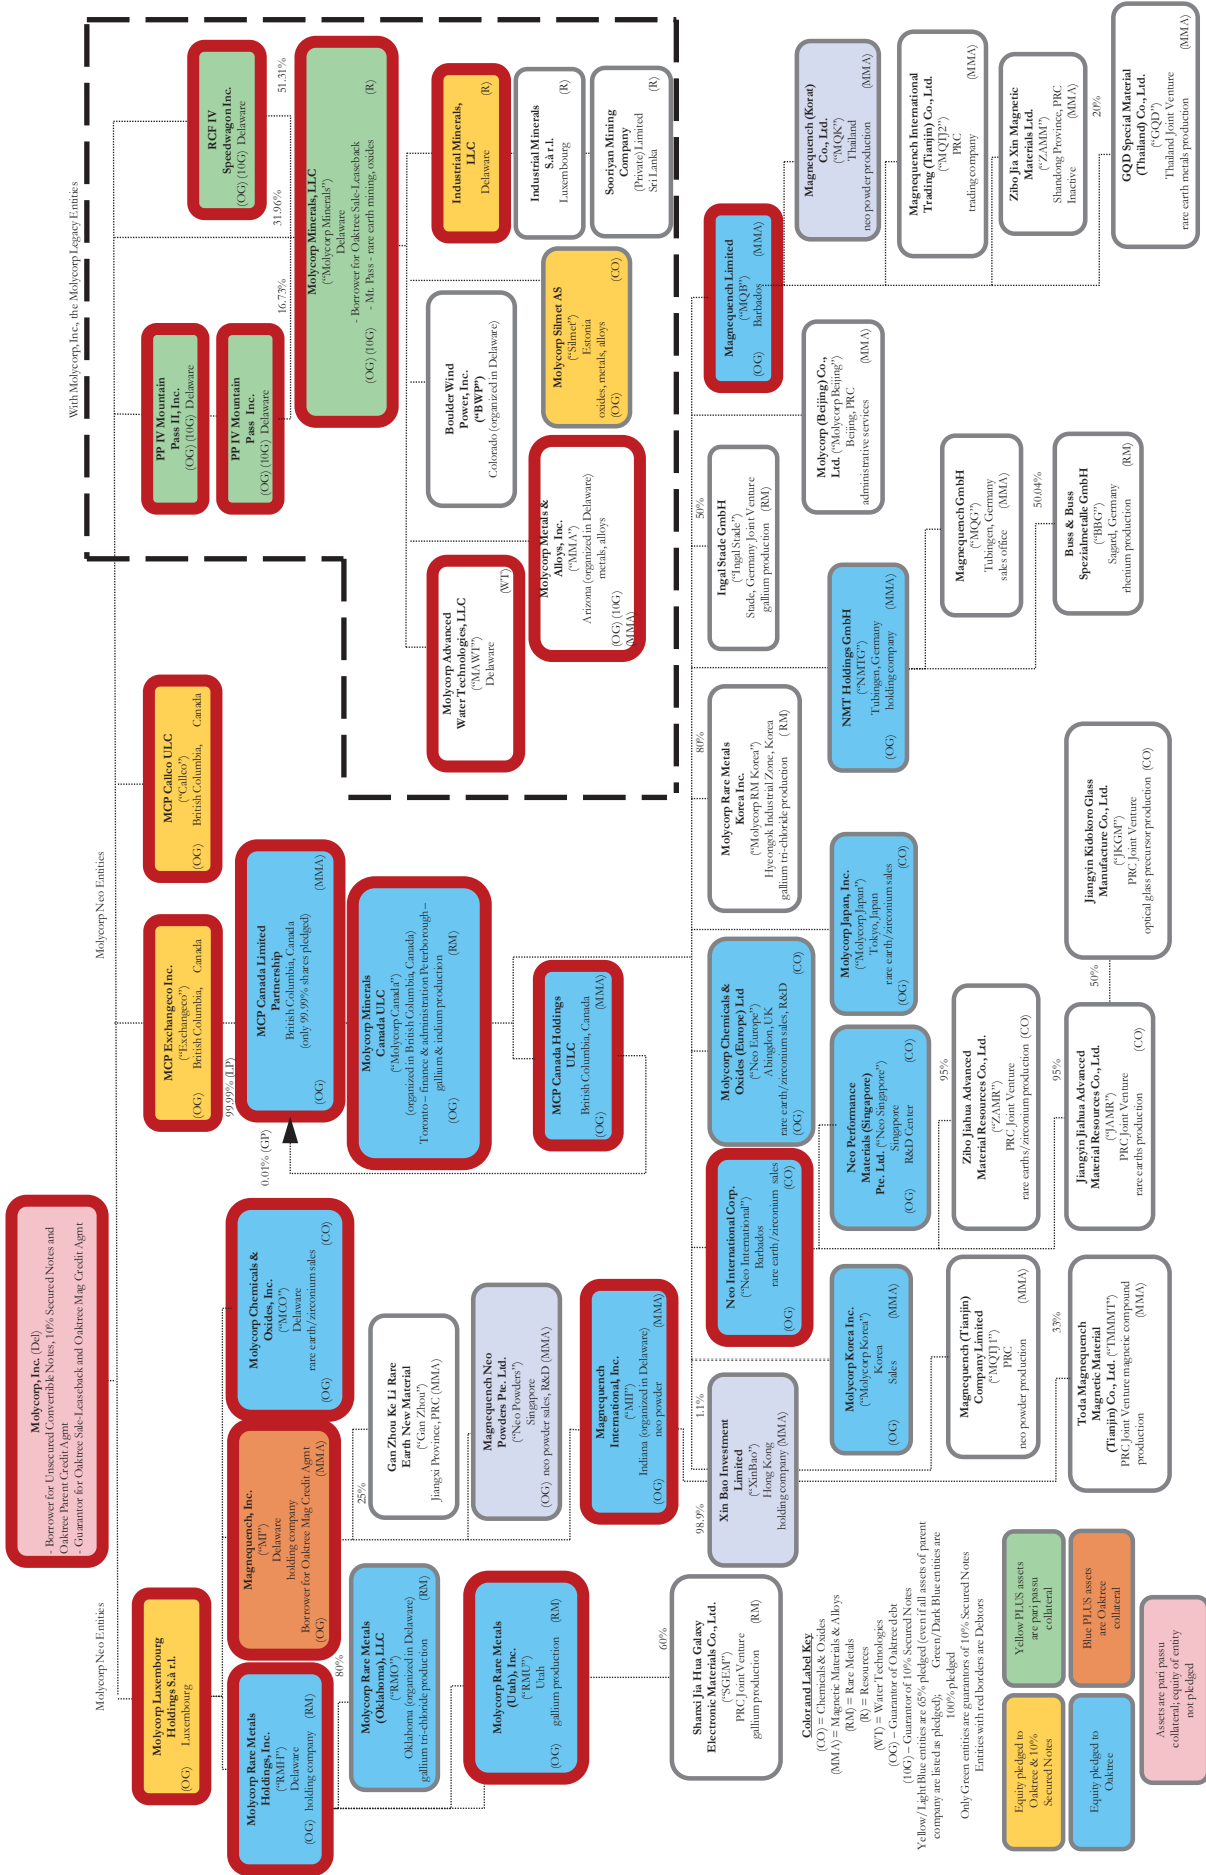 Molycorp, Inc. (Del)
- Borrower for Unsecured Convertible Notes, 10% Secured Notes and
Oaktree Parent Credit Agmt
- Guarantor for Oaktree Sale-Leaseback and Oaktree Mag Credit Agmt
Molycorp Neo Entities
Molycorp Neo Entities
With Molycorp, Inc., the Molycorp Legacy Entities
Molycorp Luxembourg
Holdings S.à r.l.
Luxembourg
(OG)
MCP Exchangeco Inc.
("Exchangeco")
British Columbia, Canada
(OG)
MCP Callco ULC
("Callco")
British Columbia, Canada
(OG)
PP IV Mountain
Pass II, Inc.
(OG) (10G) Delaware
PP IV Mountain
Pass Inc.
(OG) (10G) Delaware
RCF IV
Speedwagon Inc.
(OG) (10G) Delaware
16.73%
31.96%
51.31%
Molycorp Minerals, LLC
("Molycorp Minerals")
Delaware
- Borrower for Oaktree Sale-Leaseback
(OG) (10G) - Mt. Pass - rare earth mining, oxides (R)
Molycorp Rare Metals
Holdings, Inc.
("RMH")
Delaware
(OG) holding company (RM)
Magnequench, Inc.
("MI")
Delaware
holding company
Borrower for Oaktree Mag Credit Agmt
(OG) (MMA)
Molycorp Chemicals &
Oxides, Inc.
("MCO")
Delaware
rare earth/zirconium sales
(OG) (CO)
99.99% (LP)
0.01% (GP)
MCP Canada Limited
Partnership
British Columbia, Canada
(only 99.99% shares pledged)
(OG) (MMA)
Molycorp Minerals
Canada ULC
("Molycorp Canada")
(organized in British Columbia, Canada)
Toronto – finance & administration Peterborough –
gallium & indium production
(OG) (RM)
MCP Canada Holdings
ULC
British Columbia, Canada
(OG) (MMA)
Molycorp Advanced
Water Technologies, LLC
("MAWT")
Delaware
(WT)
Boulder Wind
Power, Inc.
("BWP")
Colorado (organized in Delaware)
Industrial Minerals,
LLC
Delaware
(R)
Industrial Minerals
S.à r.l.
Luxembourg
(R)
Sooriyan Mining
Company
(Private) Limited
Sri Lanka
(R)
Molycorp Metals &
Alloys, Inc.
("MMA")
Arizona (organized in Delaware)
metals, alloys
(OG) (10G)
(MMA)
Molycorp Silmet AS
("Silmet")
Estonia
oxides, metals, alloys
(OG) (CO)
80%
25%
Molycorp Rare Metals
(Oklahoma), LLC
("RMO")
Oklahoma (organized in Delaware)
gallium tri-chloride production
(OG) (RM)
Gan Zhou Ke Li Rare
Earth New Material
("Gan Zhou")
Jiangxi Province, PRC (MMA)
Magnequench Neo
Powders Pte. Ltd.
("Neo Powders")
Singapore
(OG) neo powder sales, R&D (MMA)
Molycorp Rare Metals
(Utah), Inc.
("RMU")
Utah
gallium production
(OG) (RM)
Magnequench
International, Inc.
("MII")
Indiana (organized in Delaware)
neo powder
(OG) (MMA)
60%
98.9%
1.1%
80%
50%
Shanxi Jia Hua Galaxy
Electronic Materials Co., Ltd.
("SGEM")
PRC Joint Venture
gallium production
(RM)
Xin Bao Investment
Limited
("XinBao")
Hong Kong
holding company (MMA)
Neo International Corp.
("Neo International")
Barbados
rare earth/zirconium sales
(OG) (CO)
Molycorp Chemicals &
Oxides (Europe) Ltd
("Neo Europe")
Abingdon, UK
rare earth/zirconium sales, R&D
(OG) (CO)
Molycorp Rare Metals
Korea Inc.
("Molycorp RM Korea")
Hyeongok Industrial Zone, Korea
gallium tri-chloride production (RM)
Ingal Stade GmbH
("Ingal Stade")
Stade, Germany Joint Venture
gallium production (RM)
Magnequench Limited
("MQB")
Barbados
(OG) (MMA)
Molycorp Korea Inc.
("Molycorp Korea")
Korea
Sales
(OG) (MMA)
Neo Performance
Materials (Singapore)
Pte. Ltd. ("Neo Singapore")
Singapore
R&D Center
(OG) (CO)
Molycorp Japan, Inc.
("Molycorp Japan")
Tokyo, Japan
rare earth/zirconium sales
(OG) (CO)
NMT Holdings GmbH
("NMTG")
Tubingen, Germany
holding company
(OG) (MMA)
Molycorp (Beijing) Co.,
Ltd. ("Molycorp Beijing")
Beijing, PRC
administrative services
(MMA)
Magnequench (Korat)
Co., Ltd.
("MQK")
Thailand
neo powder production (MMA)
Magnequench (Tianjin)
Company Limited
("MQTJ1")
PRC
neo powder production (MMA)
95%
Zibo Jiahua Advanced
Material Resources Co., Ltd.
("ZAMR")
PRC Joint Venture
rare earths/zirconium production (CO)
Magnequench GmbH
("MQG")
Tubingen, Germany
sales office (MMA)
Magnequench International
Trading (Tianjin) Co., Ltd.
("MQTJ2")
PRC
trading company
(MMA)
Zibo Jia Xin Magnetic
Materials Ltd.
("ZAMM")
Shandong Province, PRC
Inactive (MMA)
33%
95%
50%
50.04%
20%
Toda Magnequench
Magnetic Material
(Tianjin) Co., Ltd. ("TMMMT")
PRC Joint Venture magnetic compound
production (MMA)
Jiangyin Jiahua Advanced
Material Resources Co., Ltd.
("JAMR")
PRC Joint Venture
rare earths production
(CO)
Jiangyin Kidokoro Glass
Manufacture Co., Ltd.
("JKGM")
PRC Joint Venture
optical glass precursor production (CO)
Buss & Buss
Spezialmetalle GmbH
("BBG")
Sagard, Germany
rhenium production
(RM)
GQD Special Material
(Thailand) Co., Ltd.
("GQD")
Thailand Joint Venture
rare earth metals production
(MMA)
Color and Label Key
(CO) = Chemicals & Oxides
(MMA) = Magnetic Materials & Alloys
(RM) = Rare Metals
(R) = Resources
(WT) = Water Technologies
(OG) – Guarantor of Oaktree debt
(10G) – Guarantor of 10% Secured Notes
Yellow/Light Blue entities are 65% pledged (even if all assets of parent
company are listed as pledged); Green/Dark Blue entities are
100% pledged
Only Green entities are guarantors of 10% Secured Notes
Entities with red borders are Debtors
Equity pledged to
Oaktree & 10%
Secured Notes
Yellow PLUS assets
are pari passu
collateral
Equity pledged to
Oaktree
Blue PLUS assets
are Oaktree
collateral
Assets are pari passu
collateral; equity of entity
not pledged